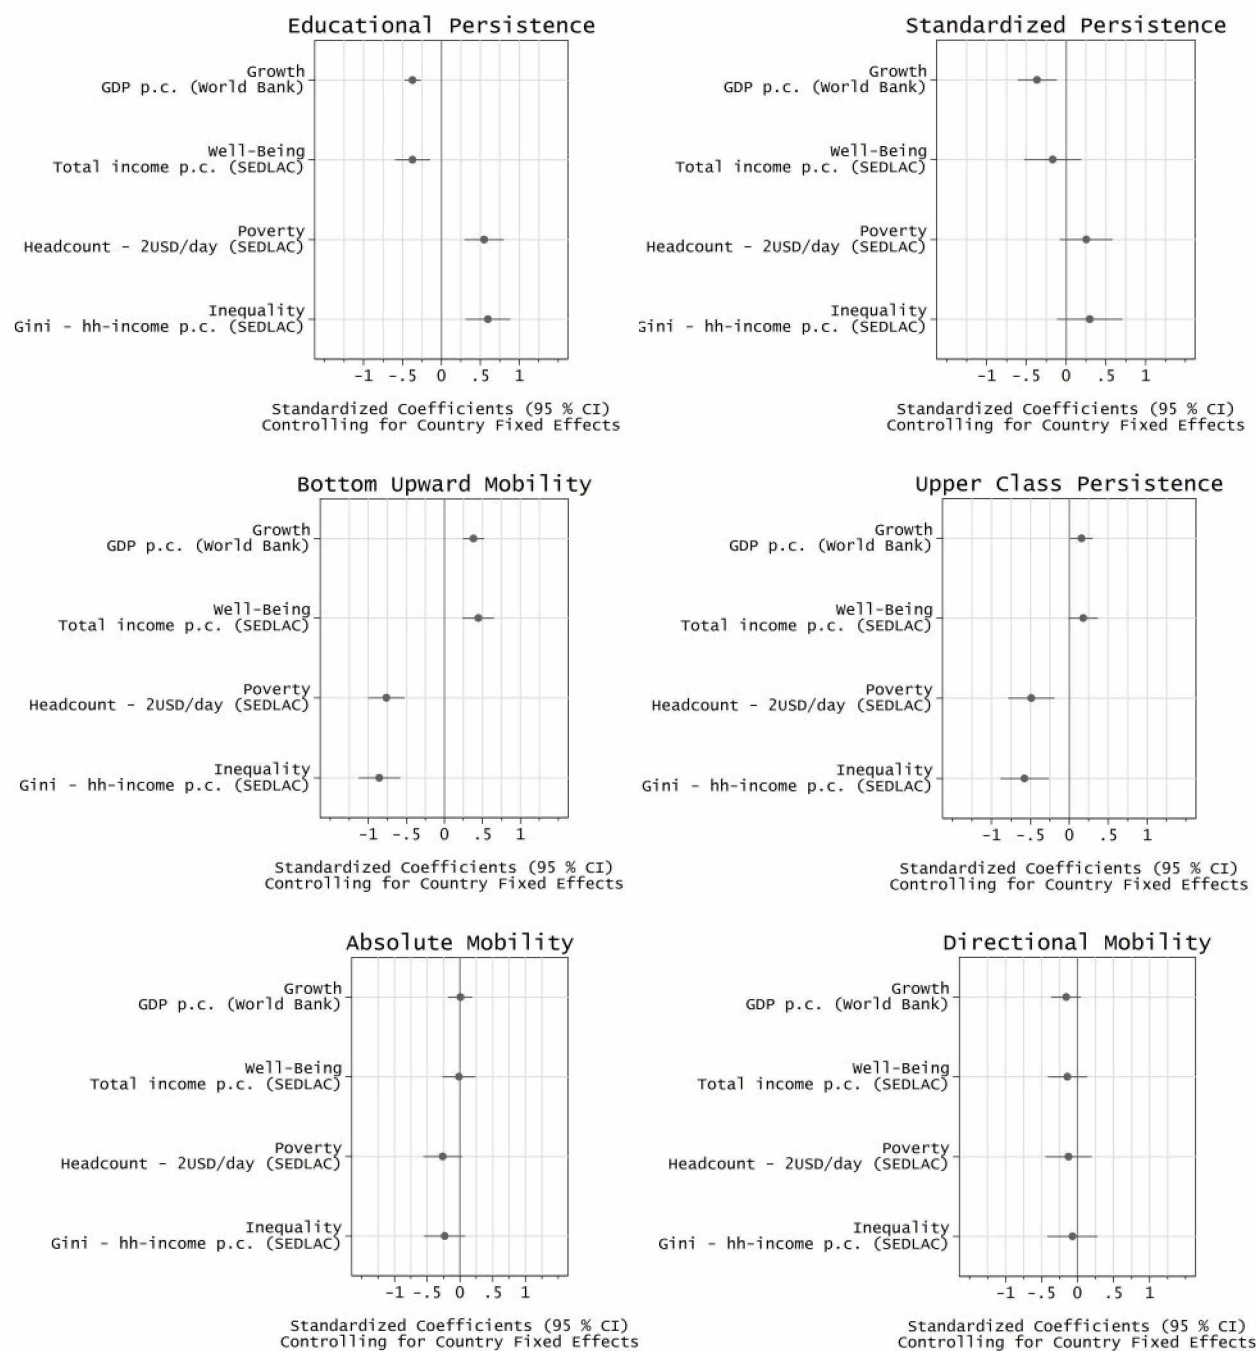 Educational Persistence
Growth
GDP p.c. (World Bank)
Well-Being
Total income p.c. (SEDLAC)
Poverty
Headcount - 2USD/day (SEDLAC)
Inequality
Gini - hh-income p.c. (SEDLAC)
-1 -.5 0 .5 1
Standardized Coefficients (95 % CI)
Controlling for Country Fixed Effects
Standardized Persistence
Growth
GDP p.c. (World Bank)
Well-Being
Total income p.c. (SEDLAC)
Poverty
Headcount - 2USD/day (SEDLAC)
Inequality
Gini - hh-income p.c. (SEDLAC)
-1 -.5 0 .5 1
Standardized Coefficients (95 % CI)
Controlling for Country Fixed Effects
Bottom Upward Mobility
Growth
GDP p.c. (World Bank)
Well-Being
Total income p.c. (SEDLAC)
Poverty
Headcount - 2USD/day (SEDLAC)
Inequality
Gini - hh-income p.c. (SEDLAC)
-1 -.5 0 .5 1
Standardized Coefficients (95 % CI)
Controlling for Country Fixed Effects
Upper Class Persistence
Growth
GDP p.c. (World Bank)
Well-Being
Total income p.c. (SEDLAC)
Poverty
Headcount - 2USD/day (SEDLAC)
Inequality
Gini - hh-income p.c. (SEDLAC)
-1 -.5 0 .5 1
Standardized Coefficients (95 % CI)
Controlling for Country Fixed Effects
Absolute Mobility
Growth
GDP p.c. (World Bank)
Well-Being
Total income p.c. (SEDLAC)
Poverty
Headcount - 2USD/day (SEDLAC)
Inequality
Gini - hh-income p.c. (SEDLAC)
-1 -.5 0 .5 1
Standardized Coefficients (95 % CI)
Controlling for Country Fixed Effects
Directional Mobility
Growth
GDP p.c. (World Bank)
Well-Being
Total income p.c. (SEDLAC)
Poverty
Headcount - 2USD/day (SEDLAC)
Inequality
Gini - hh-income p.c. (SEDLAC)
-1 -.5 0 .5 1
Standardized Coefficients (95 % CI)
Controlling for Country Fixed Effects